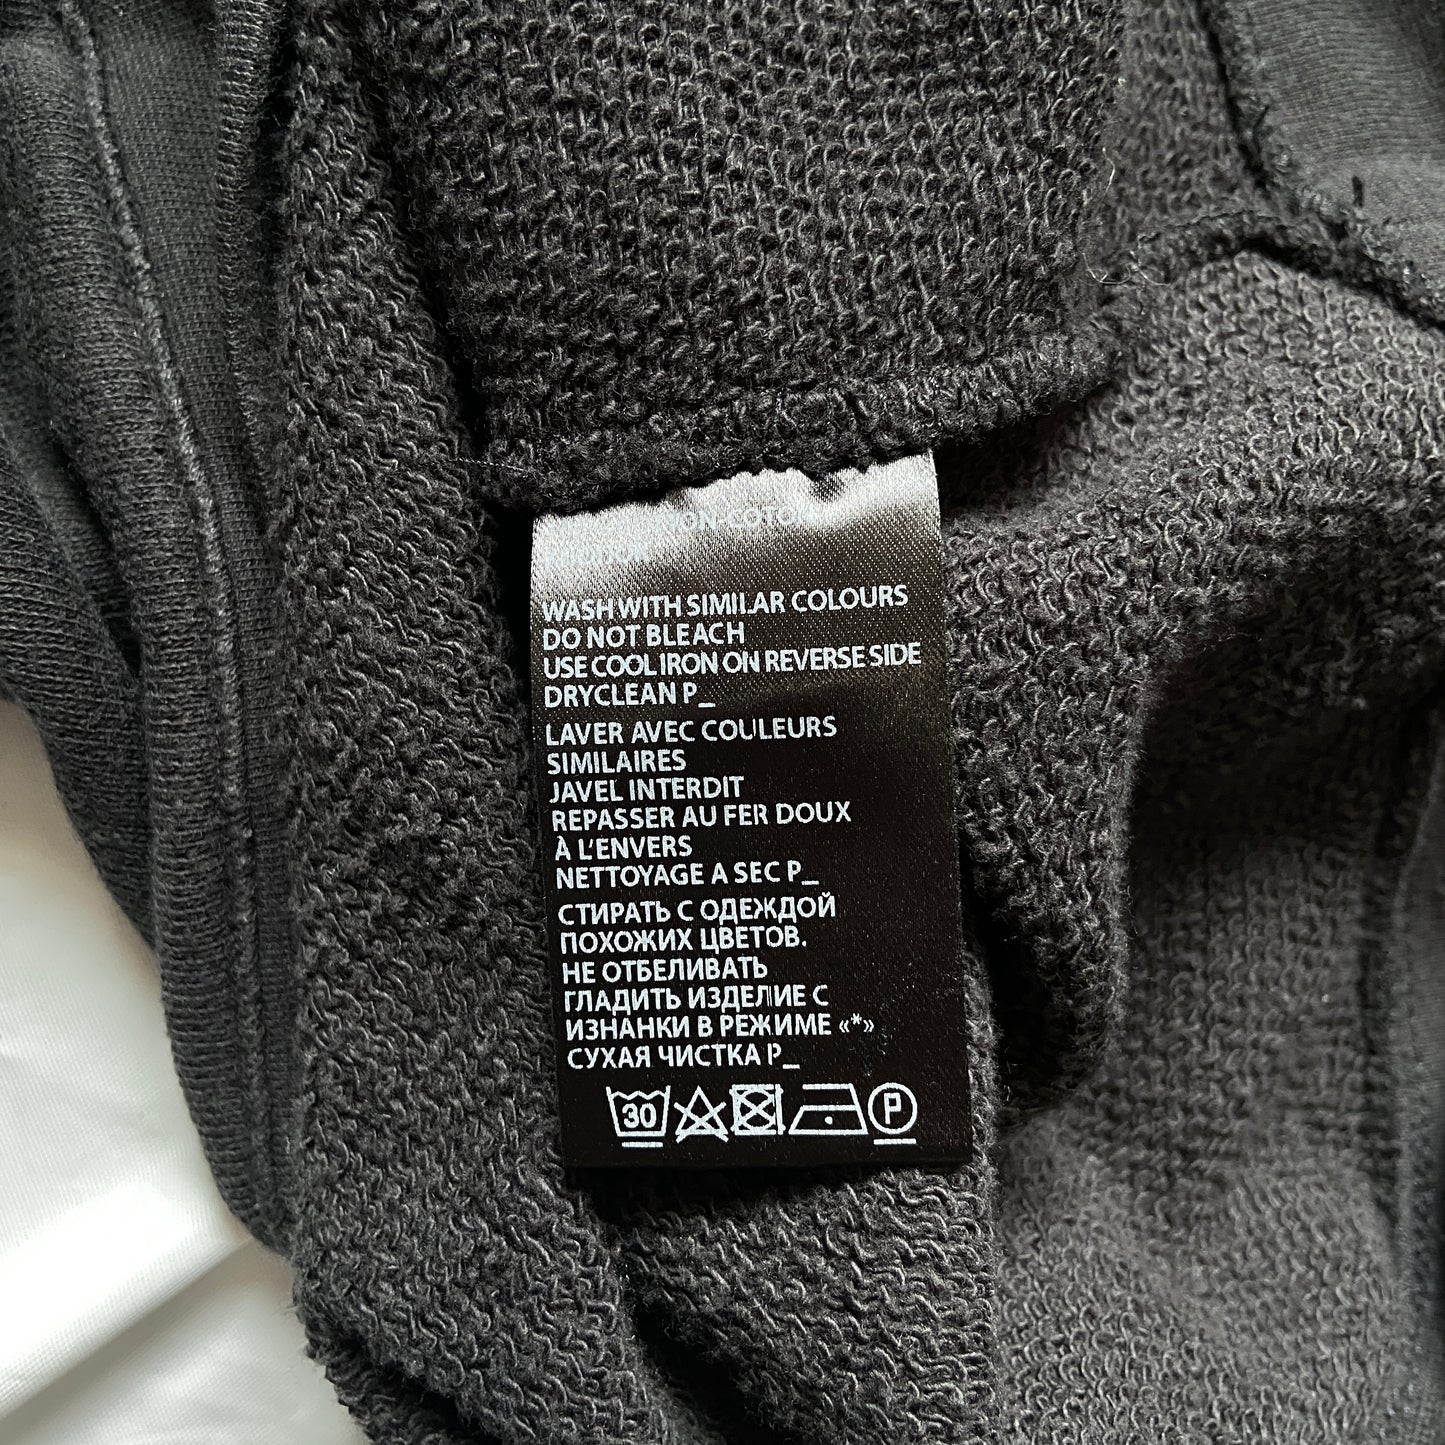 WASH WITH SIMILAR COLOURS
DO NOT BLEACH
USE COOL IRON ON REVERSE SIDE
DRYCLEAN P_
LAVER AVEC COULEURS
SIMILAIRES
JAVEL INTERDIT
REPASSER AU FER DOUX
À L'ENVERS
NETTOYAGE A SEC P_
СТИРАТЬ С ОДЕЖДОЙ
ПОХОЖИХ ЦВЕТОВ.
НЕ ОТБЕЛИВАТЬ
ГЛАДИТЬ ИЗДЕЛИЕ С
ИЗНАНКИ В РЕЖИМЕ «*»
СУХАЯ ЧИСТКА P_
30 P